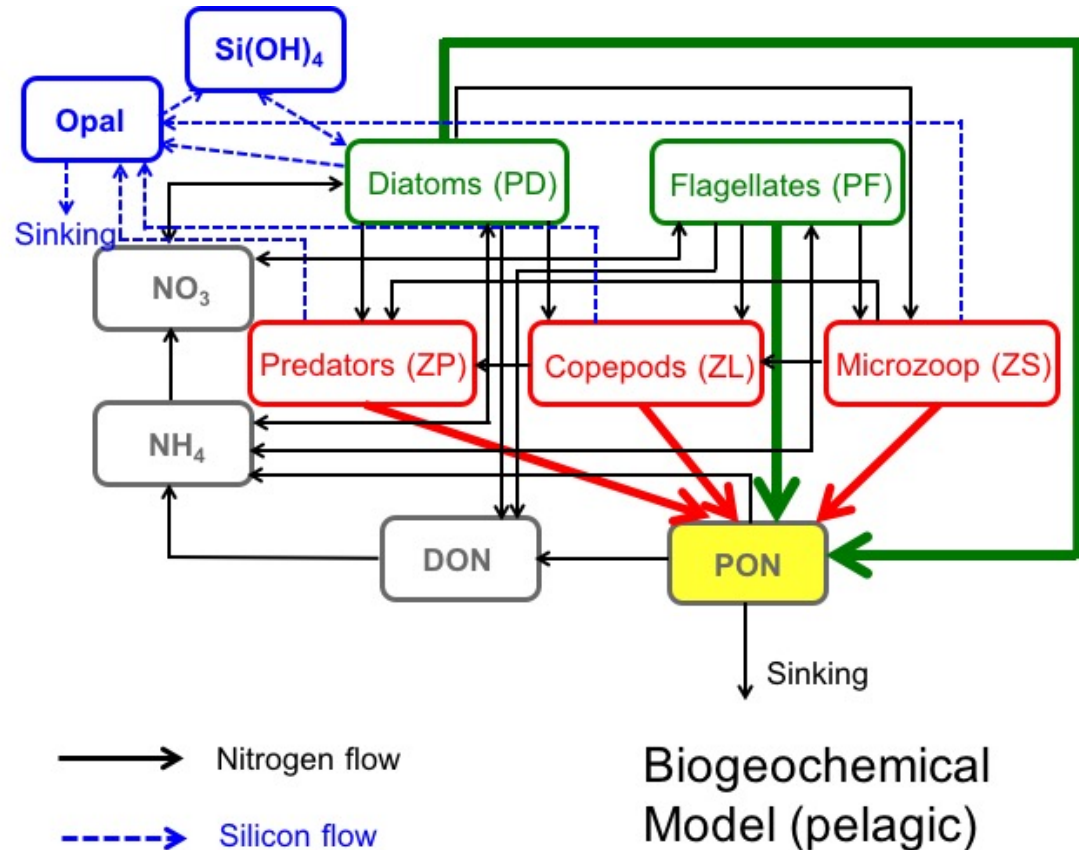 Si(OH)₄
Opal
Diatoms (PD)
Flagellates (PF)
Sinking
NO₃
Predators (ZP)
Copepods (ZL)
Microzoop (ZS)
NH₄
DON
PON
Sinking
Nitrogen flow
Silicon flow
Biogeochemical
Model (pelagic)